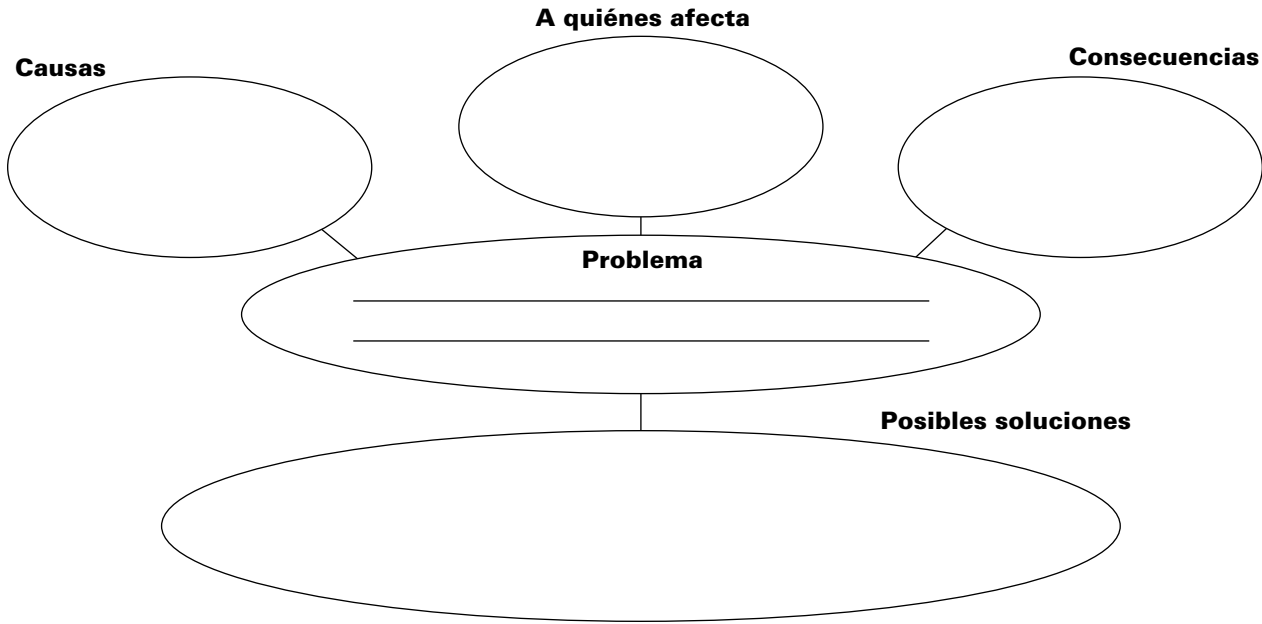 A quiénes afecta
Causas
Consecuencias
Problema
Posibles soluciones